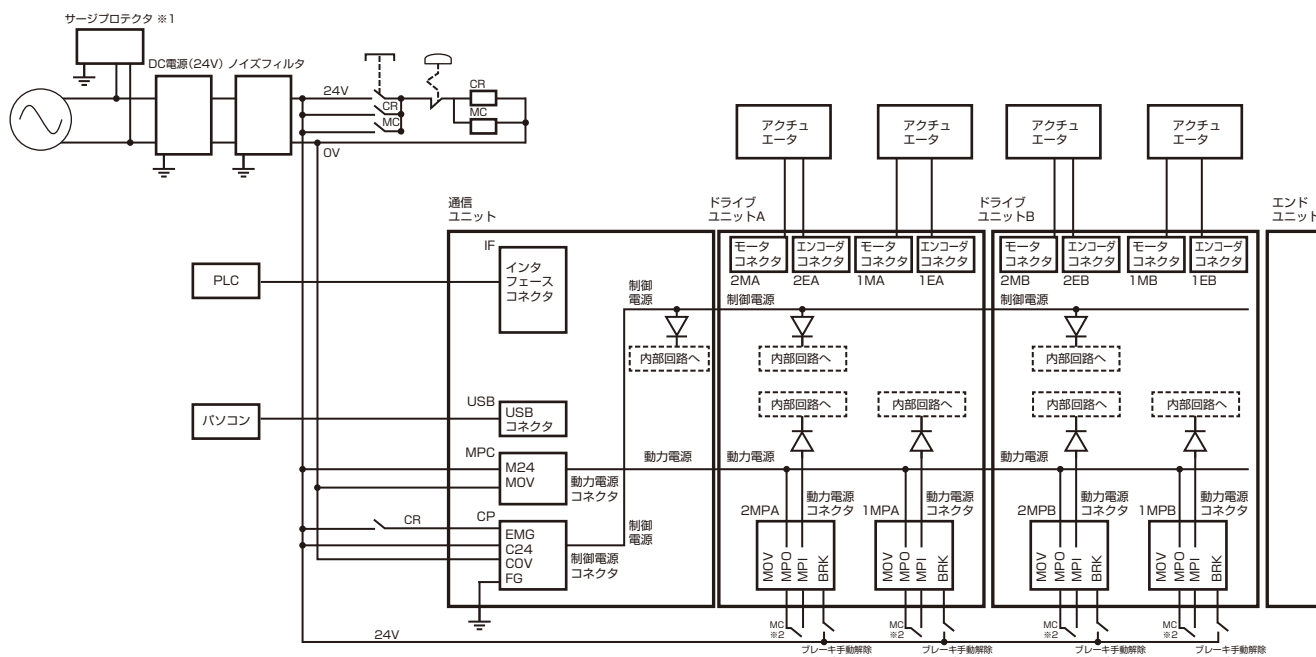 サージプロテクタ ※1
DC電源(24V) ノイズフィルタ
24V
CR
MC
CR
MC
0V
アクチュ
エータ
アクチュ
エータ
アクチュ
エータ
アクチュ
エータ
通信
ユニット
ドライブ
ユニットA
ドライブ
ユニットB
エンド
ユニット
PLC
IF
インタ
フェース
コネクタ
モータ
コネクタ
エンコーダ
コネクタ
モータ
コネクタ
エンコーダ
コネクタ
モータ
コネクタ
エンコーダ
コネクタ
モータ
コネクタ
エンコーダ
コネクタ
2MA
2EA
1MA
1EA
2MB
2EB
1MB
1EB
制御
電源
制御電源
制御電源
内部回路へ
内部回路へ
内部回路へ
パソコン
USB
USB
コネクタ
内部回路へ
内部回路へ
内部回路へ
内部回路へ
MPC
M24
MOV
動力電源
コネクタ
動力電源
動力電源
動力電源
CR
CP
EMG
C24
COV
FG
制御電源
コネクタ
制御
電源
2MPA
動力電源
コネクタ
MOV
MPO
MPI
BRK
1MPA
動力電源
コネクタ
MOV
MPO
MPI
BRK
2MPB
動力電源
コネクタ
MOV
MPO
MPI
BRK
1MPB
動力電源
コネクタ
MOV
MPO
MPI
BRK
24V
MC
※2
ブレーキ手動解除
MC
※2
ブレーキ手動解除
MC
※2
ブレーキ手動解除
MC
※2
ブレーキ手動解除